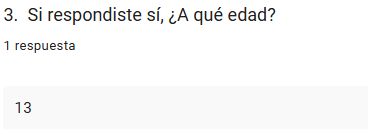 3. Si respondiste sí, ¿A qué edad?
1 respuesta
13